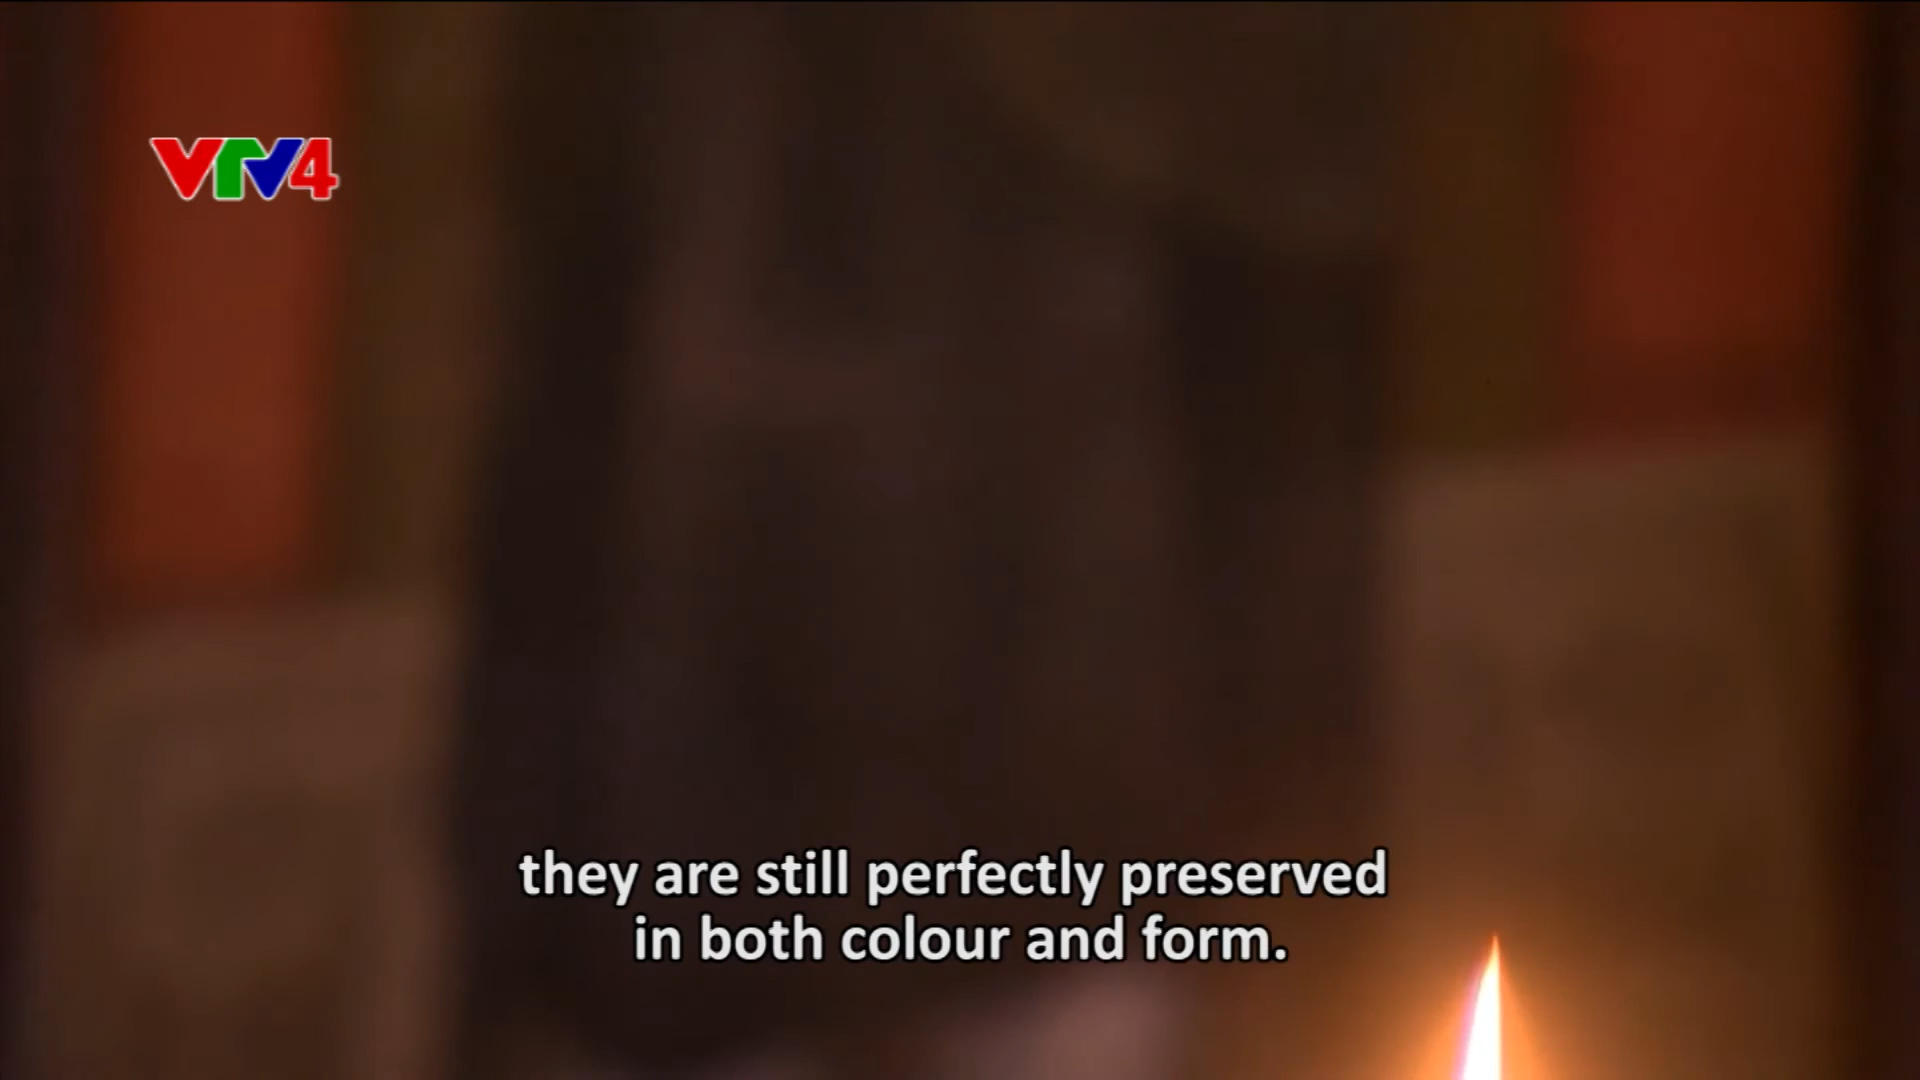 VTV4
they are still perfectly preserved
in both colour and form.